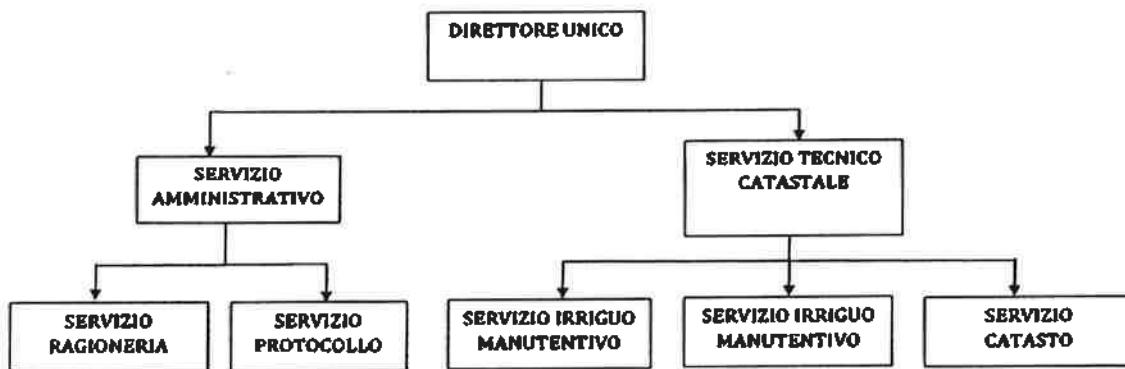 DIRETTORE UNICO
SERVIZIO
AMMINISTRATIVO
SERVIZIO TECNICO
CATASTALE
SERVIZIO
RAGIONERIA
SERVIZIO
PROTOCOLLO
SERVIZIO IRRIGUO
MANUTENTIVO
SERVIZIO IRRIGUO
MANUTENTIVO
SERVIZIO
CATASTO